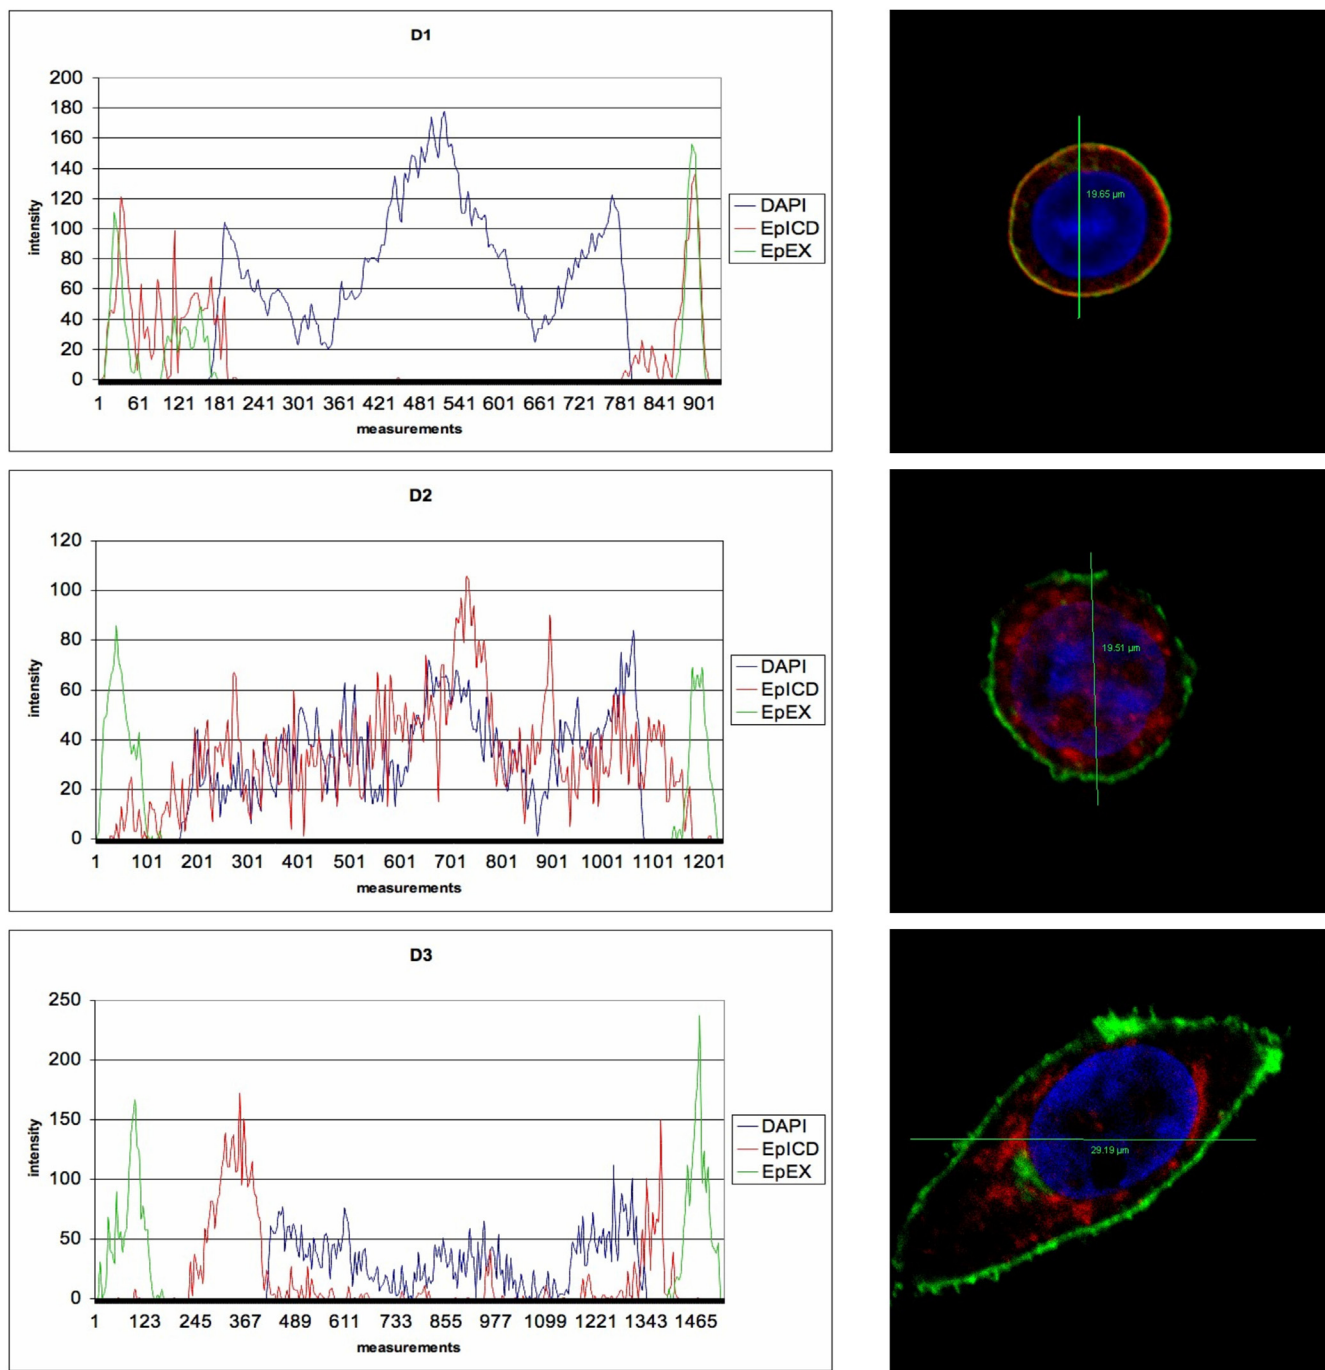 D1
200
180
160
140
120
100
80
60
40
20
0
intensity
1 61 121 181 241 301 361 421 481 541 601 661 721 781 841 901
measurements
DAPI
EpICD
EpEX
19.65 µm
D2
120
100
80
60
40
20
0
intensity
1 101 201 301 401 501 601 701 801 901 1001 1101 1201
measurements
DAPI
EpICD
EpEX
19.51 µm
D3
250
200
150
100
50
0
intensity
1 123 245 367 489 611 733 855 977 1099 1221 1343 1465
measurements
DAPI
EpICD
EpEX
29.19 µm